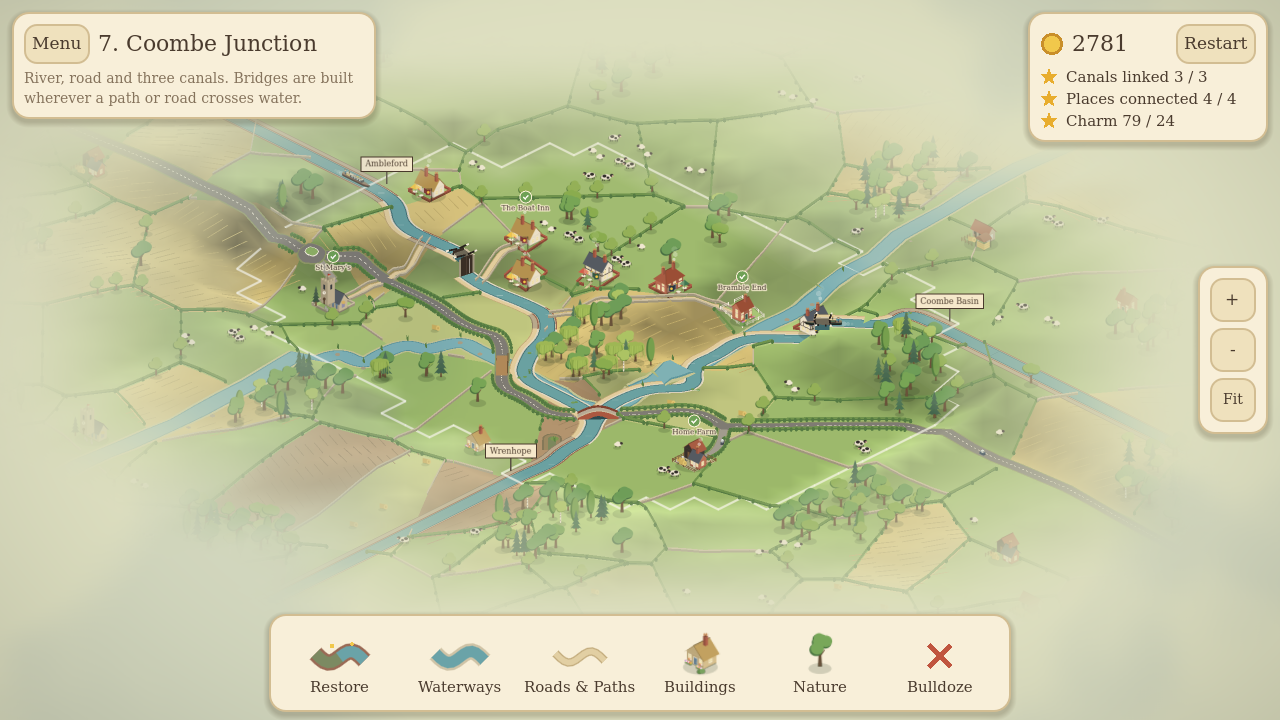 Menu
7. Coombe Junction
River, road and three canals. Bridges are built
wherever a path or road crosses water.
2781
Restart
Canals linked 3 / 3
Places connected 4 / 4
Charm 79 / 24
Ambleford
The Boat Inn
St Mary's
Bramble End
Coombe Basin
Home Farm
Wrenhope
+
-
Fit
Restore
Waterways
Roads & Paths
Buildings
Nature
Bulldoze